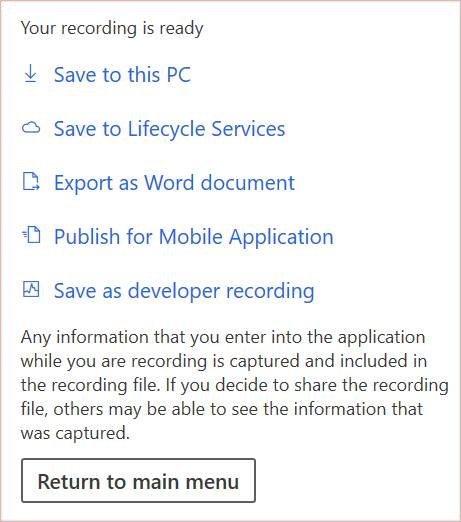 Your recording is ready
Save to this PC
Save to Lifecycle Services
Export as Word document
Publish for Mobile Application
Save as developer recording
Any information that you enter into the application
while you are recording is captured and included in
the recording file. If you decide to share the recording
file, others may be able to see the information that
was captured.
Return to main menu